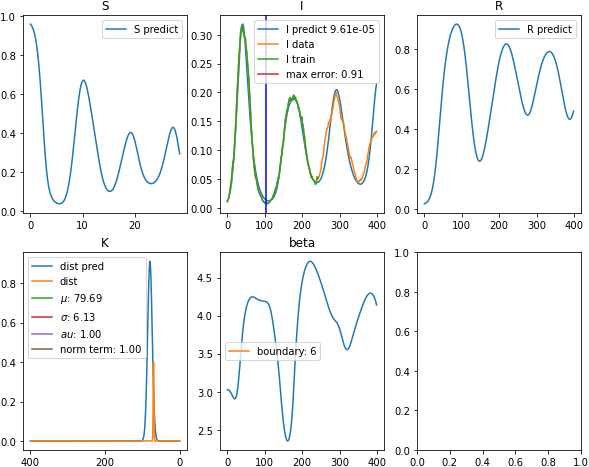 S
I
R
S predict
I predict 9.61e-05
I data
I train
max error: 0.91
R predict
1.0
0.8
0.6
0.4
0.2
0.0
0.30
0.25
0.20
0.15
0.10
0.05
0.00
0.8
0.6
0.4
0.2
0.0
0 10 20
0 100 200 300 400
0 100 200 300 400
K
beta
dist pred
dist
μ: 79.69
σ: 6.13
au: 1.00
norm term: 1.00
boundary: 6
0.8
0.6
0.4
0.2
0.0
4.5
4.0
3.5
3.0
2.5
1.0
0.8
0.6
0.4
0.2
0.0
400 200 0
0 100 200 300 400
0.0 0.2 0.4 0.6 0.8 1.0